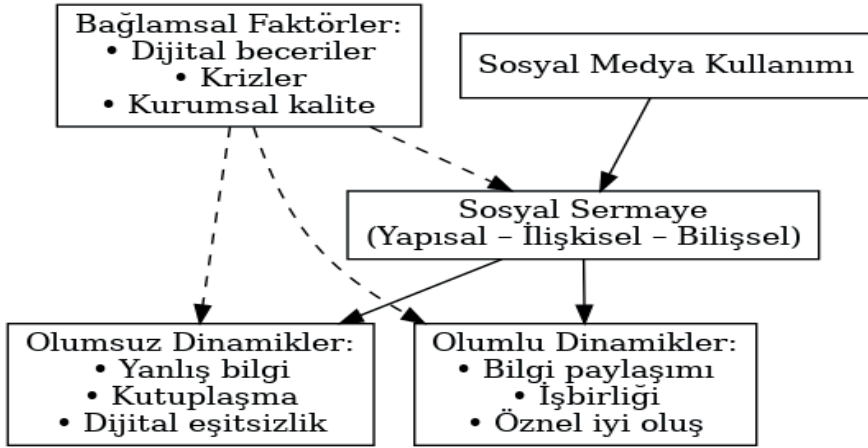 Bağlamsal Faktörler:
• Dijital beceriler
• Krizler
• Kurumsal kalite
Sosyal Medya Kullanımı
Sosyal Sermaye
(Yapısal – İlişkisel – Bilişsel)
Olumsuz Dinamikler:
• Yanlış bilgi
• Kutuplaşma
• Dijital eşitsizlik
Olumlu Dinamikler:
• Bilgi paylaşımı
• İşbirliği
• Öznel iyi oluş